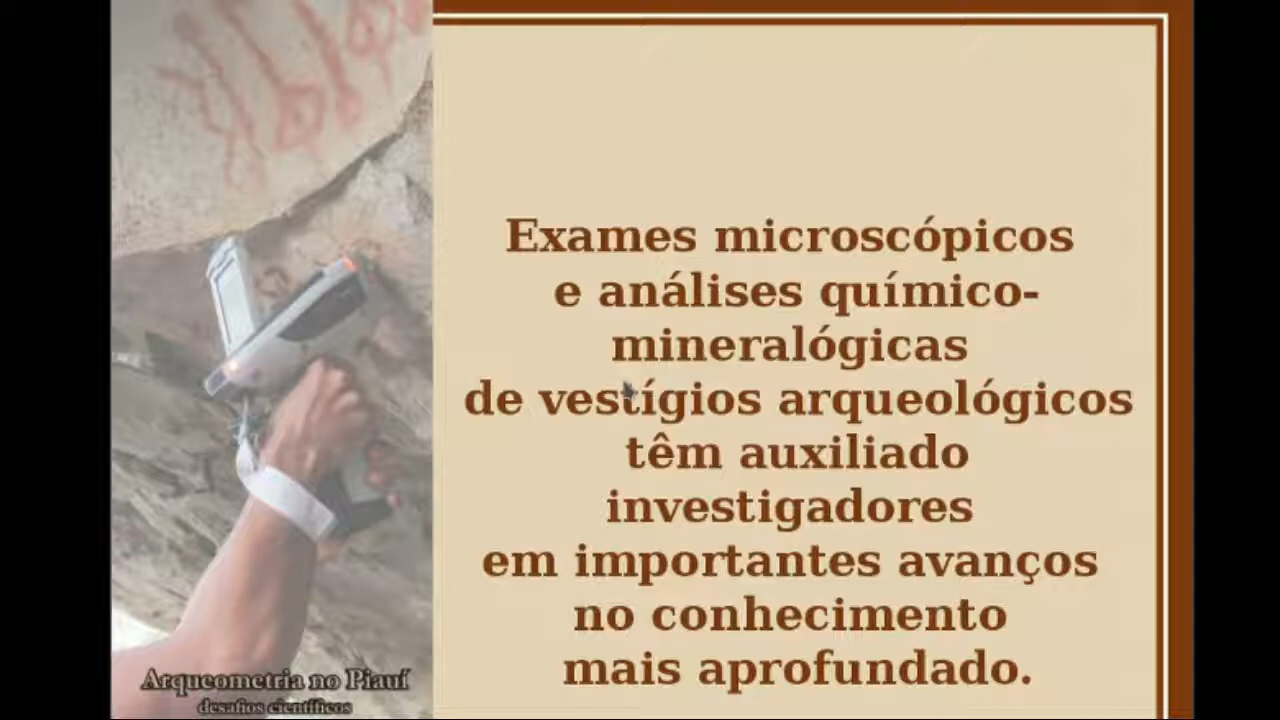 Exames microscópicos
e análises químico-
mineralógicas
de vestígios arqueológicos
têm auxiliado
investigadores
em importantes avanços
no conhecimento
mais aprofundado.
Arqueometria no Piauí
desafios científicos